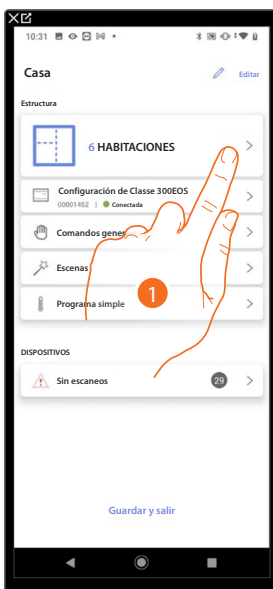 10:31
Casa
Editar
Estructura
6 HABITACIONES
Configuración de Classe 300EOS
00001452 | Conectada
Comandos gener
Escenas
1
Programa simple
DISPOSITIVOS
Sin escaneos
29
Guardar y salir